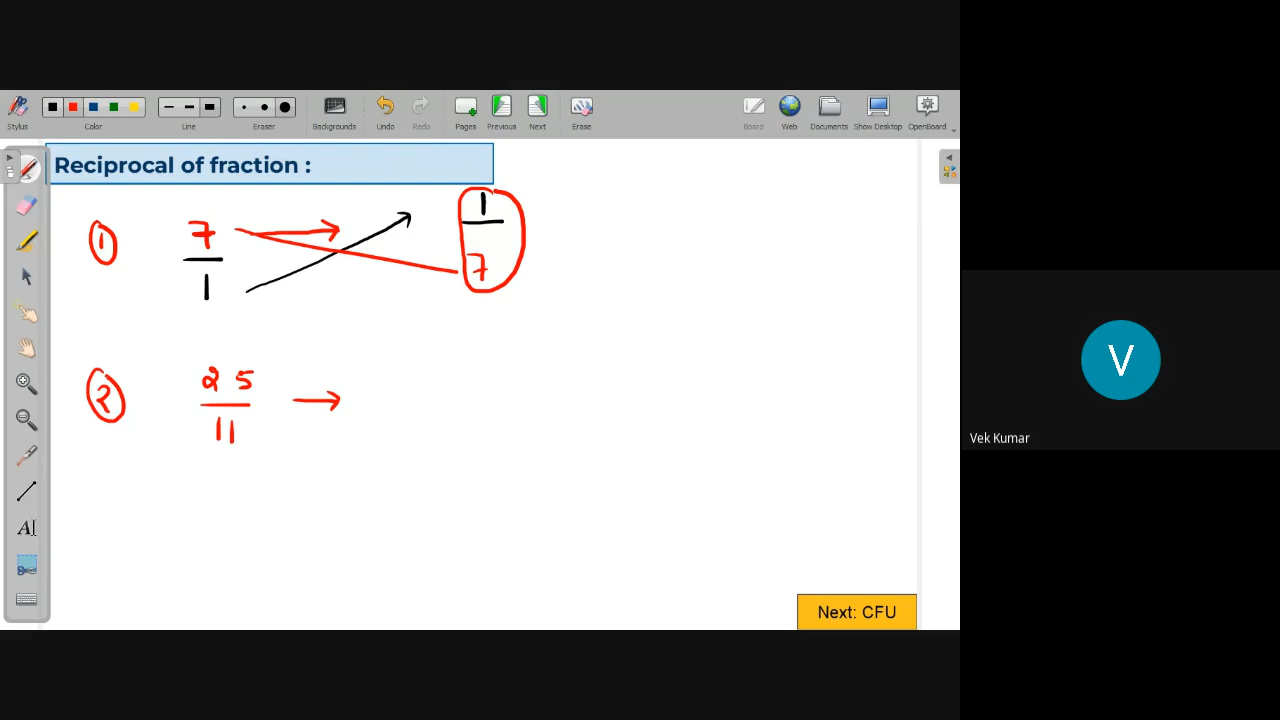 Stylus
Color
Line
Eraser
Backgrounds
Undo
Redo
Pages
Previous
Next
Erase
Board
Web
Documents
Show Desktop
OpenBoard
Reciprocal of fraction :
① 7/1 1/7
② 25/11 →
A
V
Vek Kumar
Next: CFU